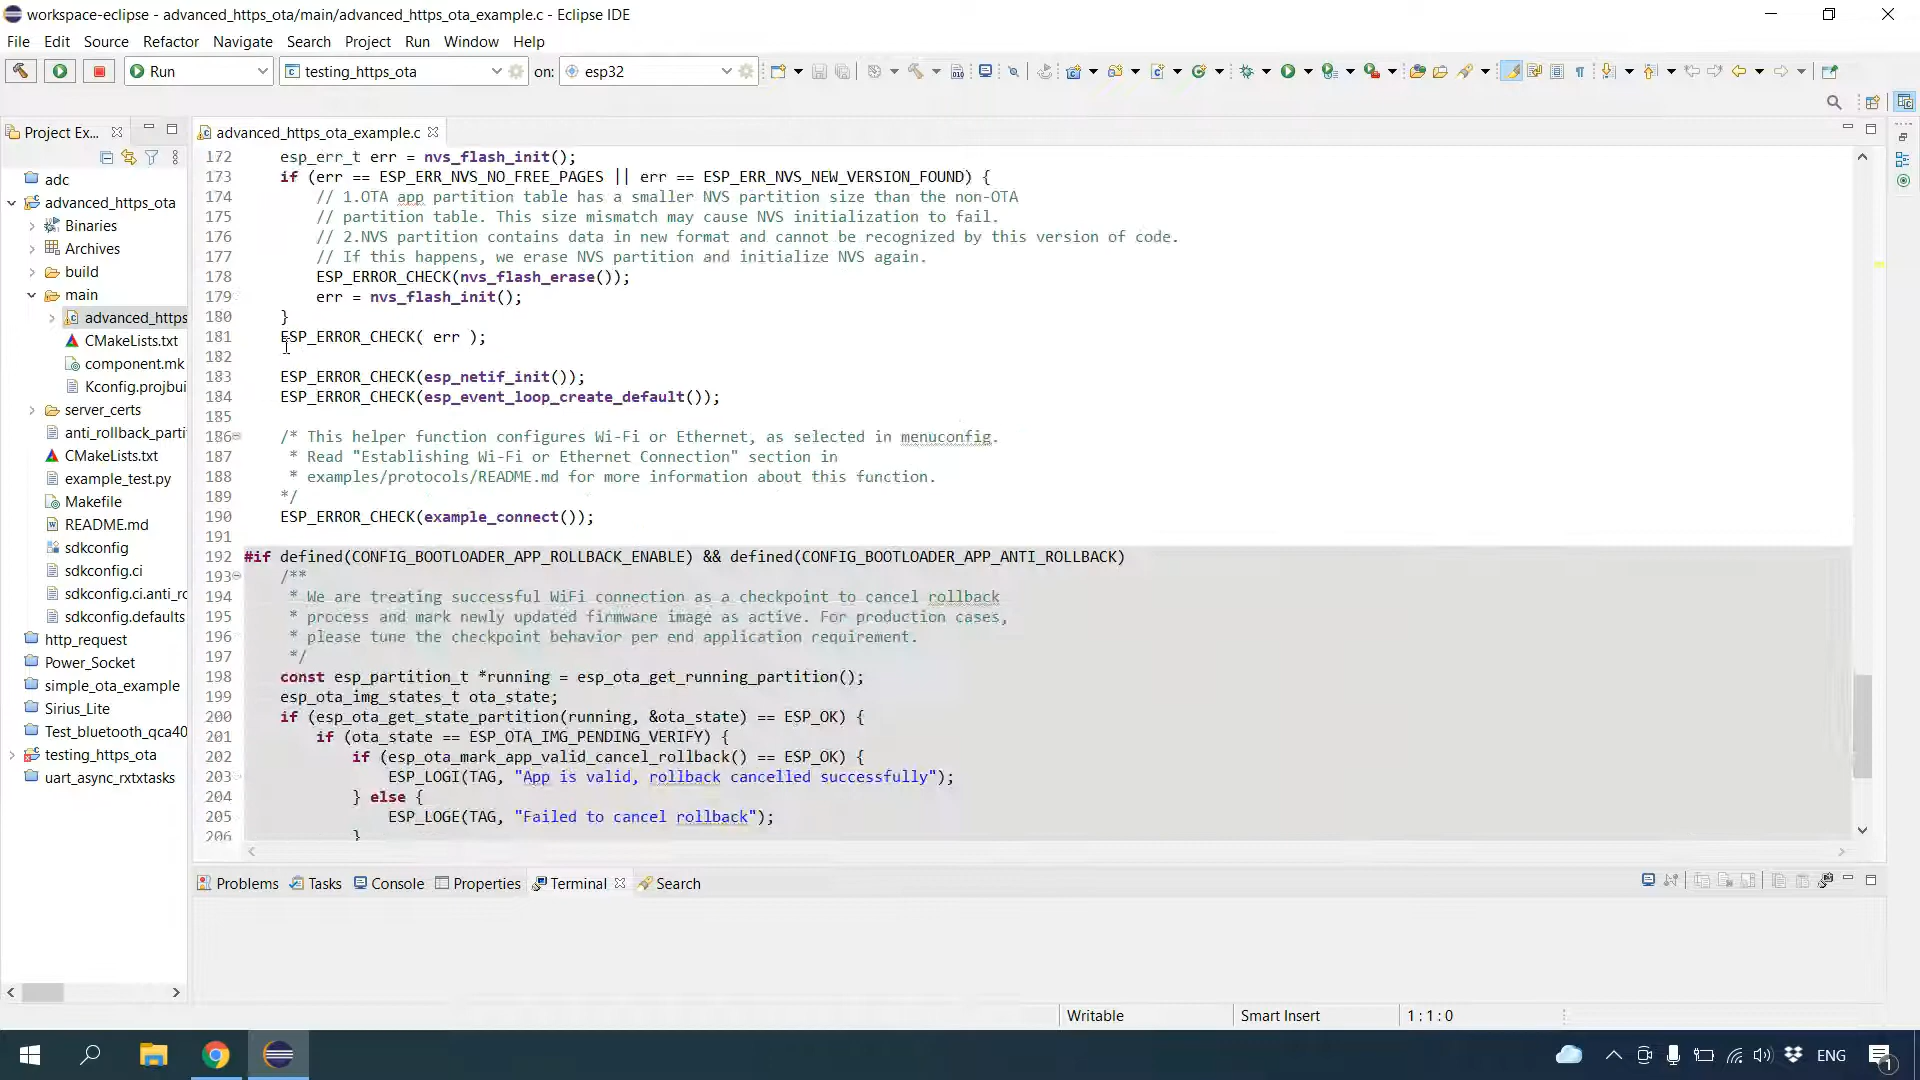 workspace-eclipse - advanced_https_ota/main/advanced_https_ota_example.c - Eclipse IDE
File Edit Source Refactor Navigate Search Project Run Window Help
Run testing_https_ota on: esp32
Project Ex... advanced_https_ota_example.c
adc
advanced_https_ota
Binaries
Archives
build
main
advanced_https
CMakeLists.txt
component.mk
Kconfig.projbui
server_certs
anti_rollback_parti
CMakeLists.txt
example_test.py
Makefile
README.md
sdkconfig
sdkconfig.ci
sdkconfig.ci.anti_rc
sdkconfig.defaults
http_request
Power_Socket
simple_ota_example
Sirius_Lite
Test_bluetooth_qca40
testing_https_ota
uart_async_rxtxtasks
172 esp_err_t err = nvs_flash_init();
173 if (err == ESP_ERR_NVS_NO_FREE_PAGES || err == ESP_ERR_NVS_NEW_VERSION_FOUND) {
174 // 1.OTA app partition table has a smaller NVS partition size than the non-OTA
175 // partition table. This size mismatch may cause NVS initialization to fail.
176 // 2.NVS partition contains data in new format and cannot be recognized by this version of code.
177 // If this happens, we erase NVS partition and initialize NVS again.
178 ESP_ERROR_CHECK(nvs_flash_erase());
179 err = nvs_flash_init();
180 }
181 ESP_ERROR_CHECK( err );
182
183 ESP_ERROR_CHECK(esp_netif_init());
184 ESP_ERROR_CHECK(esp_event_loop_create_default());
185
186 /* This helper function configures Wi-Fi or Ethernet, as selected in menuconfig.
187 * Read "Establishing Wi-Fi or Ethernet Connection" section in
188 * examples/protocols/README.md for more information about this function.
189 */
190 ESP_ERROR_CHECK(example_connect());
191
192 #if defined(CONFIG_BOOTLOADER_APP_ROLLBACK_ENABLE) && defined(CONFIG_BOOTLOADER_APP_ANTI_ROLLBACK)
193 /**
194 * We are treating successful WiFi connection as a checkpoint to cancel rollback
195 * process and mark newly updated firmware image as active. For production cases,
196 * please tune the checkpoint behavior per end application requirement.
197 */
198 const esp_partition_t *running = esp_ota_get_running_partition();
199 esp_ota_img_states_t ota_state;
200 if (esp_ota_get_state_partition(running, &ota_state) == ESP_OK) {
201 if (ota_state == ESP_OTA_IMG_PENDING_VERIFY) {
202 if (esp_ota_mark_app_valid_cancel_rollback() == ESP_OK) {
203 ESP_LOGI(TAG, "App is valid, rollback cancelled successfully");
204 } else {
205 ESP_LOGE(TAG, "Failed to cancel rollback");
206 }
Problems Tasks Console Properties Terminal Search
Writable Smart Insert 1 : 1 : 0
ENG 1